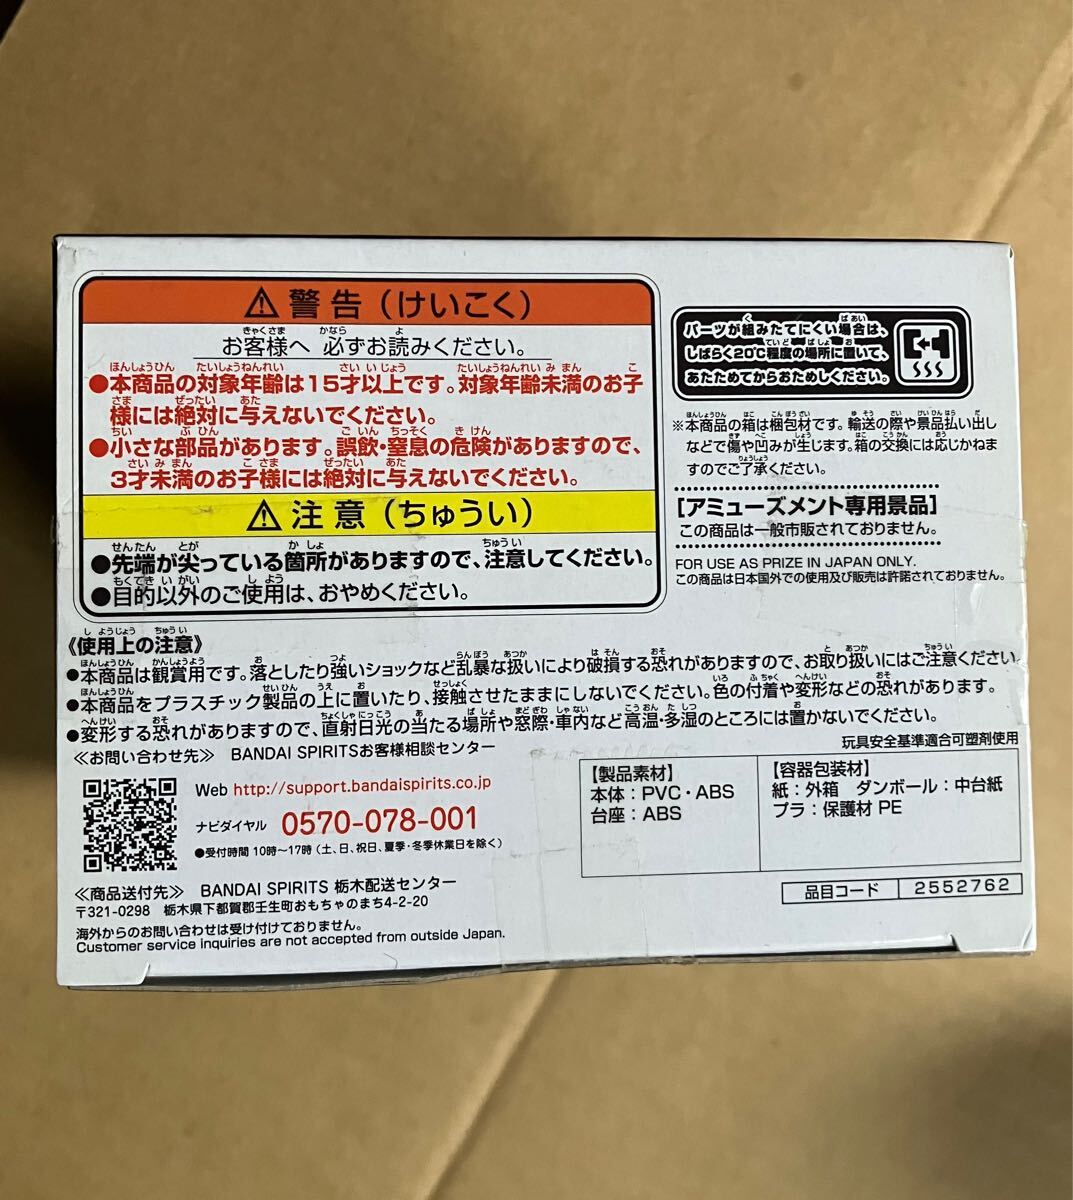 ⚠警告(けいこく)
お客様へ 必ずお読みください。
●本商品の対象年齢は15才以上です。対象年齢未満のお子
様には絶対に与えないでください。
●小さな部品があります。誤飲・窒息の危険がありますので、
3才未満のお子様には絶対に与えないでください。
⚠注意(ちゅうい)
●先端が尖っている箇所がありますので、注意してください。
●目的以外のご使用は、おやめください。
パーツが組みたてにくい場合は、
しばらく20℃程度の場所に置いて、
あたためてからおためしください。
※本商品の箱は梱包材です。輸送の際や景品払い出し
などで傷や凹みが生じます。箱の交換には応じかねま
すのでご了承ください。
[アミューズメント専用景品]
この商品は一般市販されておりません。
FOR USE AS PRIZE IN JAPAN ONLY.
この商品は日本国外での使用及び販売は許諾されておりません。
《使用上の注意》
●本商品は観賞用です。落としたり強いショックなど乱暴な扱いにより破損する恐れがありますので、お取り扱いにはご注意ください。
●本商品をプラスチック製品の上に置いたり、接触させたままにしないでください。色の付着や変形などの恐れがあります。
●変形する恐れがありますので、直射日光の当たる場所や窓際・車内など高温・多湿のところには置かないでください。
≪お問い合わせ先≫ BANDAI SPIRITSお客様相談センター
玩具安全基準適合可塑剤使用
Web http://support.bandaispirits.co.jp
ナビダイヤル 0570-078-001
●受付時間 10時～17時(土、日、祝日、夏季・冬季休業日を除く)
【製品素材】
本体:PVC・ABS
台座:ABS
【容器包装材】
紙:外箱 ダンボール:中台紙
プラ:保護材 PE
≪商品送付先≫ BANDAI SPIRITS 栃木配送センター
〒321-0298 栃木県下都賀郡壬生町おもちゃのまち4-2-20
品目コード 2552762
海外からのお問い合わせは受け付けておりません。
Customer service inquiries are not accepted from outside Japan.